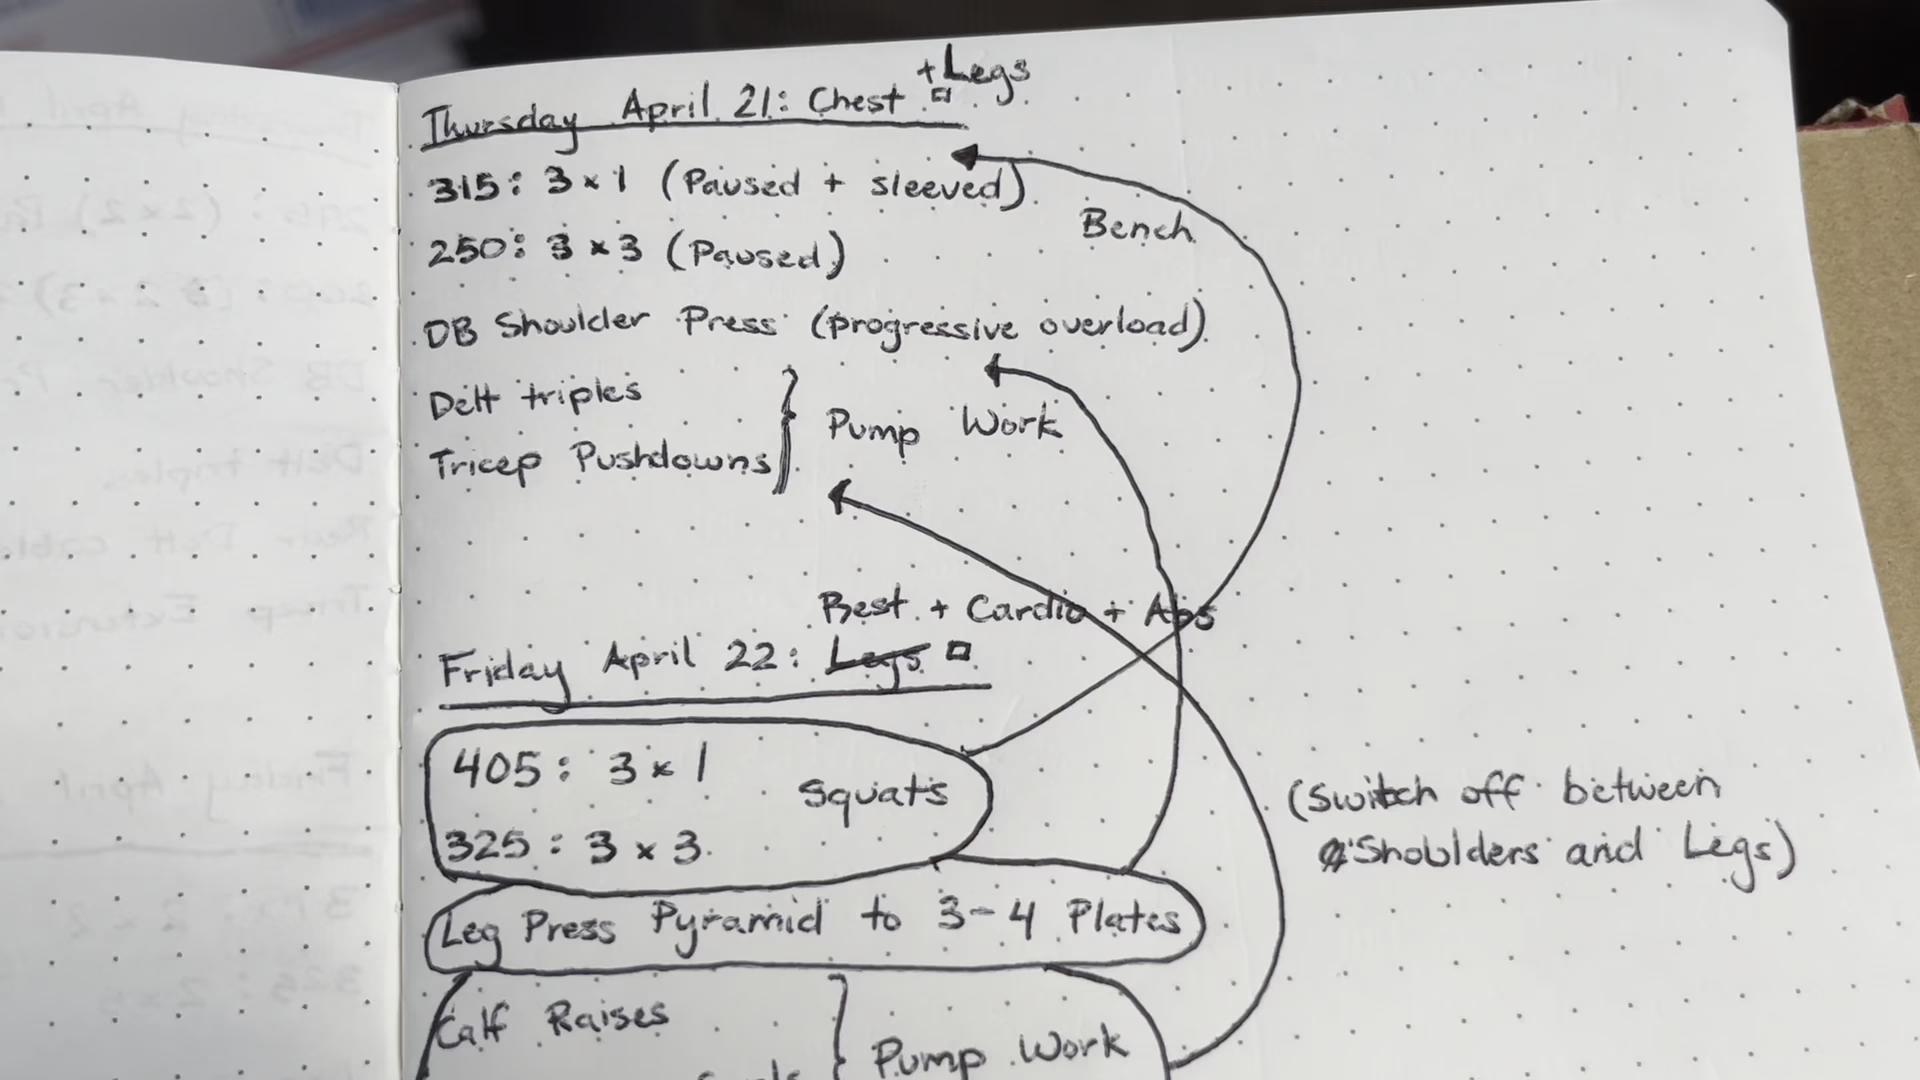 +Legs
Thursday April 21: Chest
315: 3x1 (Paused + sleeved)
Bench
250: 3x3 (Paused)
DB Shoulder Press (progressive overload)
Delt triples
Pump Work
Tricep Pushdowns
Rest + Cardio + Abs
Friday April 22: Legs
405: 3x1
Squats
325: 3x3
(Switch off between
Shoulders and Legs)
Leg Press Pyramid to 3-4 Plates
Calf Raises
Pump Work